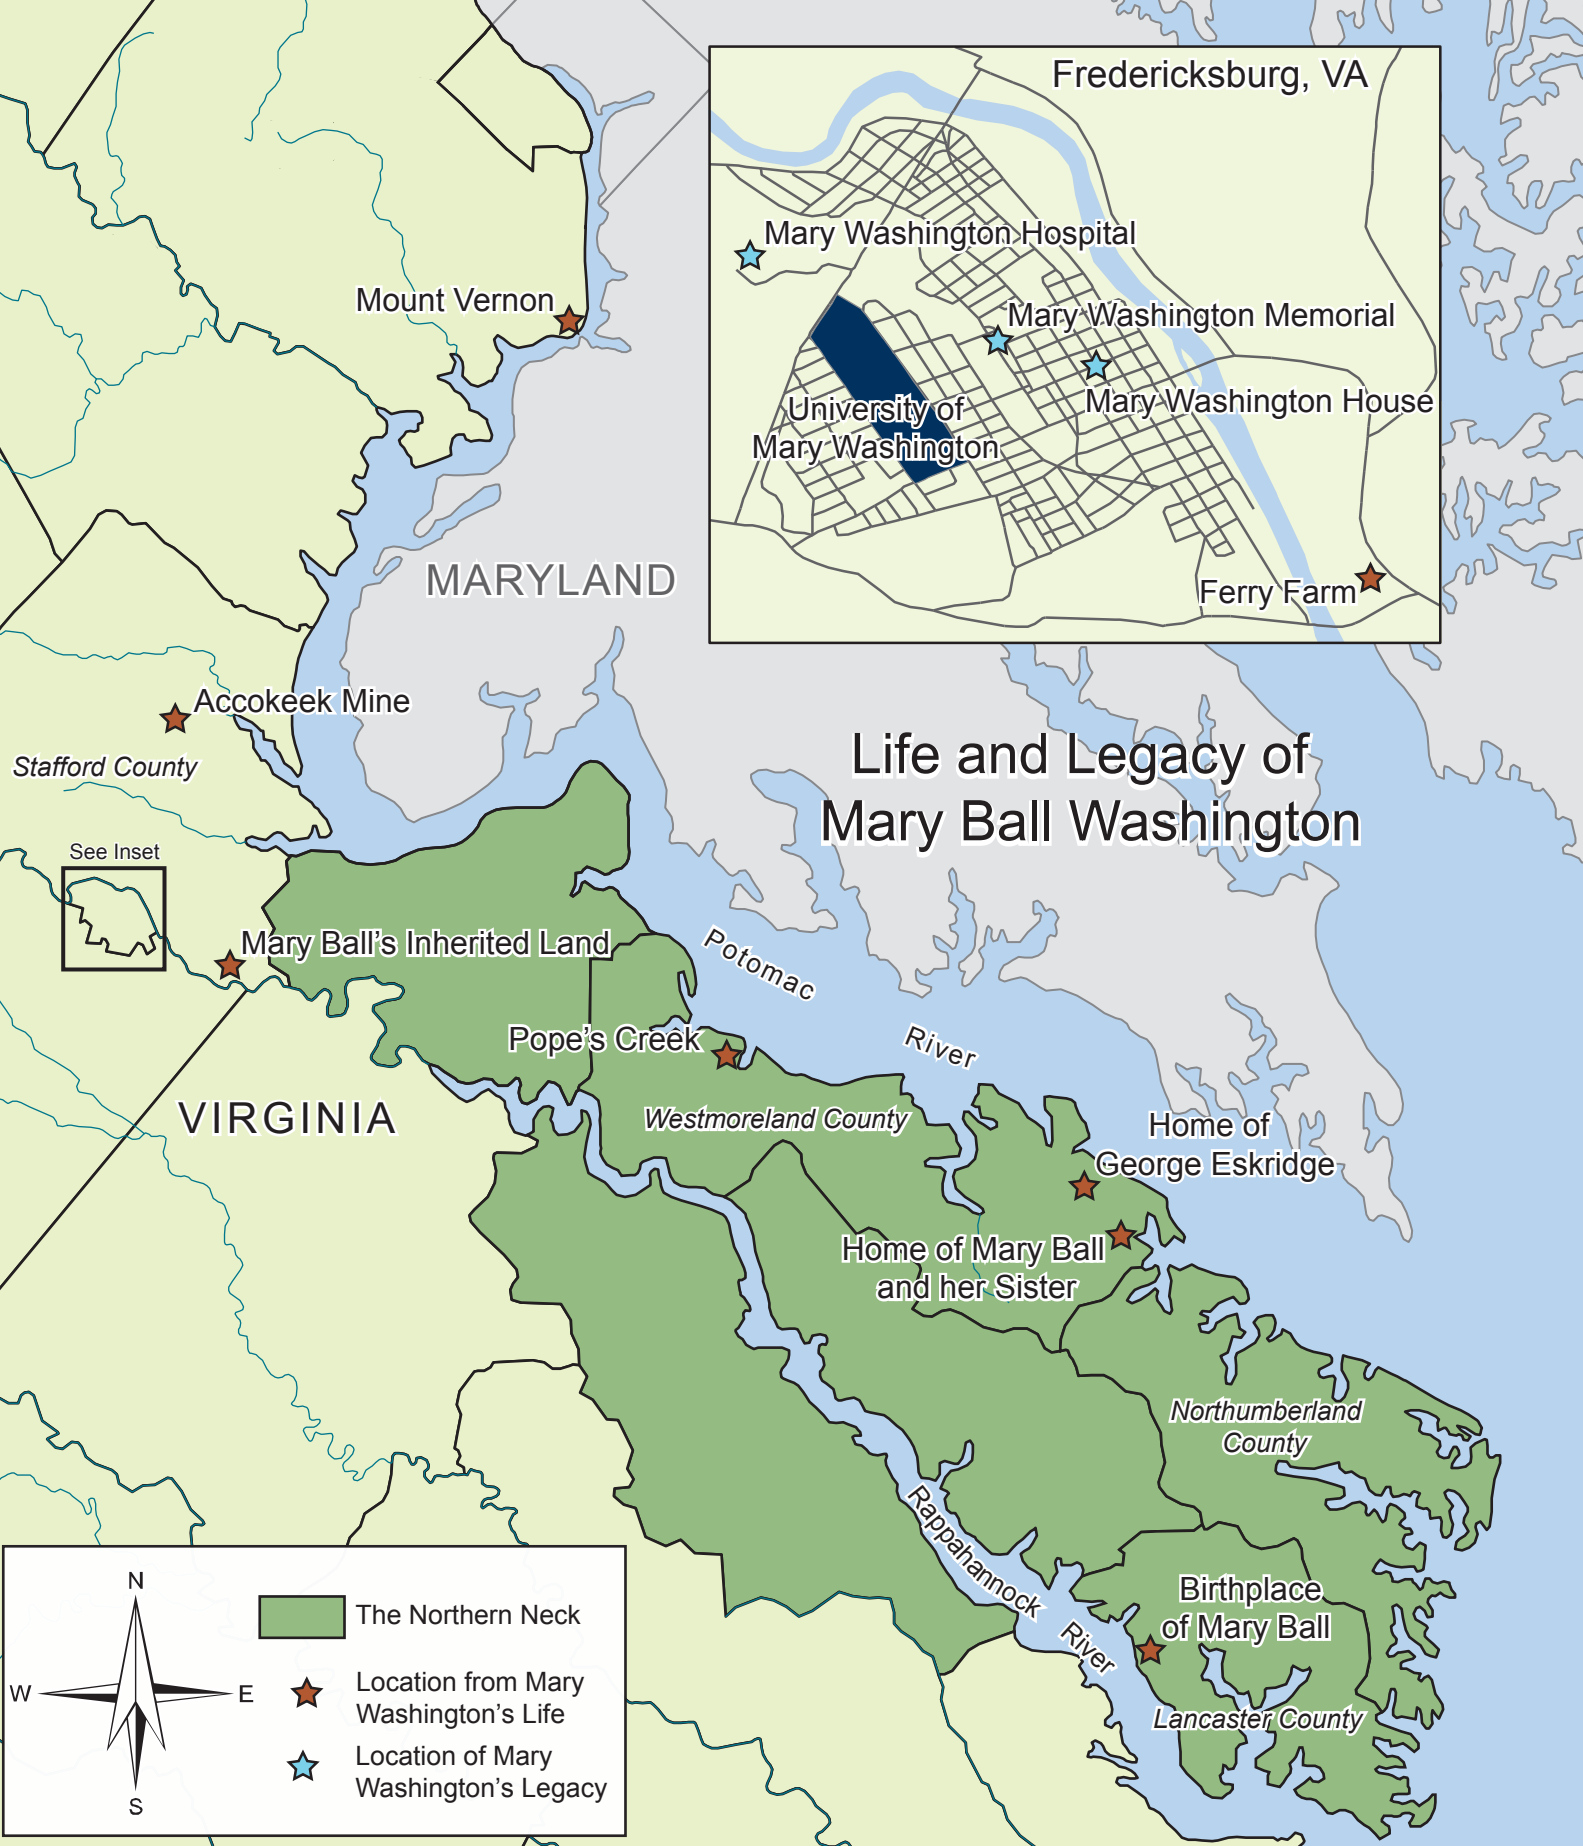 Fredericksburg, VA
Mary Washington Hospital
Mount Vernon
Mary Washington Memorial
Mary Washington House
University of
Mary Washington
MARYLAND
Ferry Farm
Accokeek Mine
Stafford County
Life and Legacy of
Mary Ball Washington
See Inset
Mary Ball's Inherited Land
Potomac
River
Pope's Creek
VIRGINIA
Westmoreland County
Home of
George Eskridge
Home of Mary Ball
and her Sister
Northumberland
County
Rappahannock
River
Birthplace
of Mary Ball
Lancaster County
N
W
E
S
The Northern Neck
Location from Mary
Washington's Life
Location of Mary
Washington's Legacy